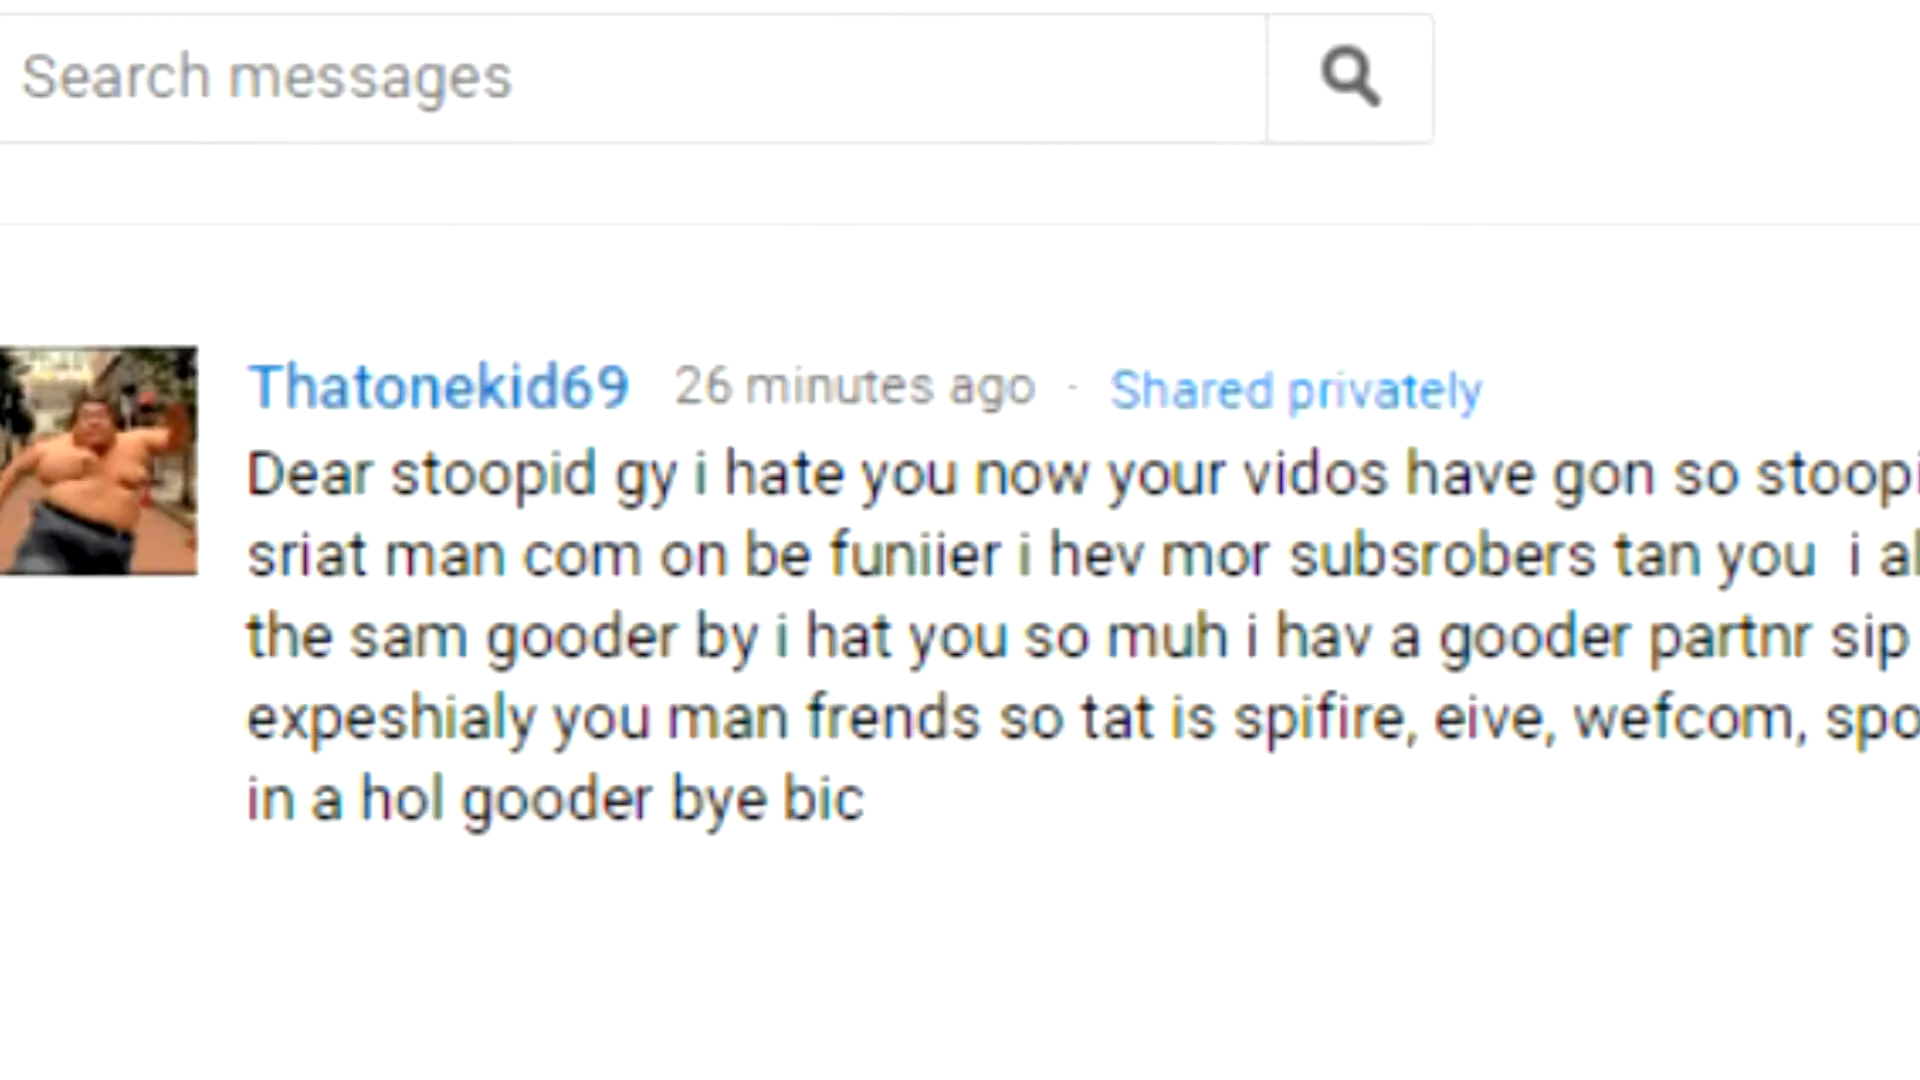 Search messages
Thatonekid69 26 minutes ago · Shared privately
Dear stoopid gy i hate you now your vidos have gon so
sriat man com on be funiier i hev mor subsrobers tan you i
the sam gooder by i hat you so muh i hav a gooder partnr sip
expeshialy you man frends so tat is spifire, eive, wefcom,
in a hol gooder bye bic